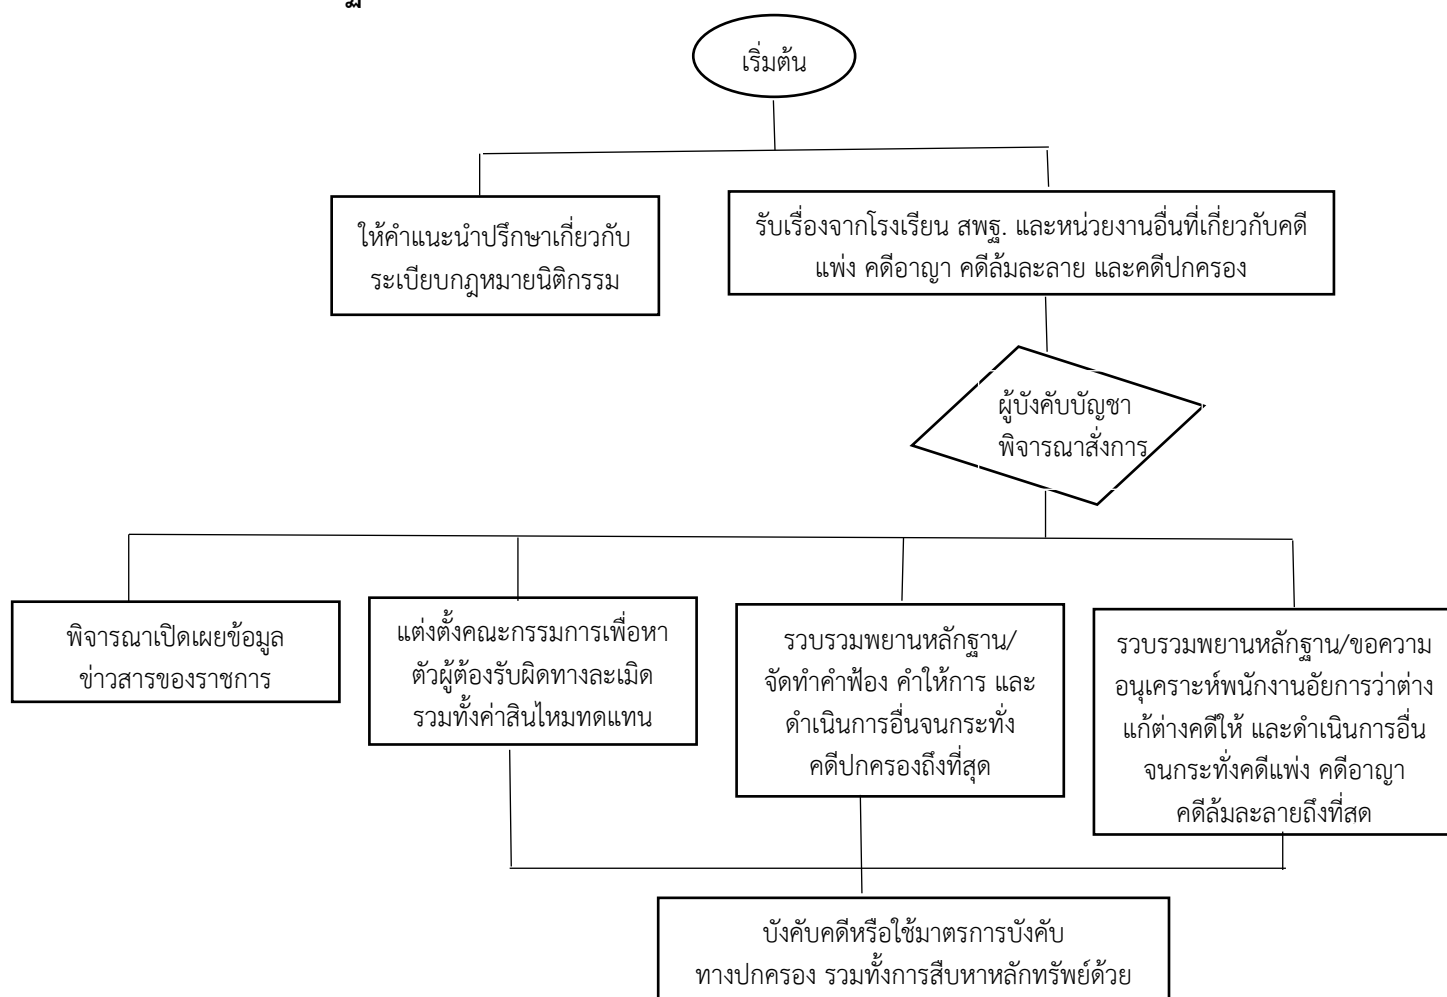 เริ่มต้น
ให้คำแนะนำปรึกษาเกี่ยวกับ
ระเบียบกฎหมายนิติกรรม
รับเรื่องจากโรงเรียน สพฐ. และหน่วยงานอื่นที่เกี่ยวกับคดี
แพ่ง คดีอาญา คดีล้มละลาย และคดีปกครอง
ผู้บังคับบัญชา
พิจารณาสั่งการ
พิจารณาเปิดเผยข้อมูล
ข่าวสารของราชการ
แต่งตั้งคณะกรรมการเพื่อหา
ตัวผู้ต้องรับผิดทางละเมิด
รวมทั้งค่าสินไหมทดแทน
รวบรวมพยานหลักฐาน/
จัดทำคำฟ้อง คำให้การ และ
ดำเนินการอื่นจนกระทั่ง
คดีปกครองถึงที่สุด
รวบรวมพยานหลักฐาน/ขอความ
อนุเคราะห์พนักงานอัยการว่าต่าง
แก้ต่างคดีให้ และดำเนินการอื่น
จนกระทั่งคดีแพ่ง คดีอาญา
คดีล้มละลายถึงที่สด
บังคับคดีหรือใช้มาตรการบังคับ
ทางปกครอง รวมทั้งการสืบหาหลักทรัพย์ด้วย